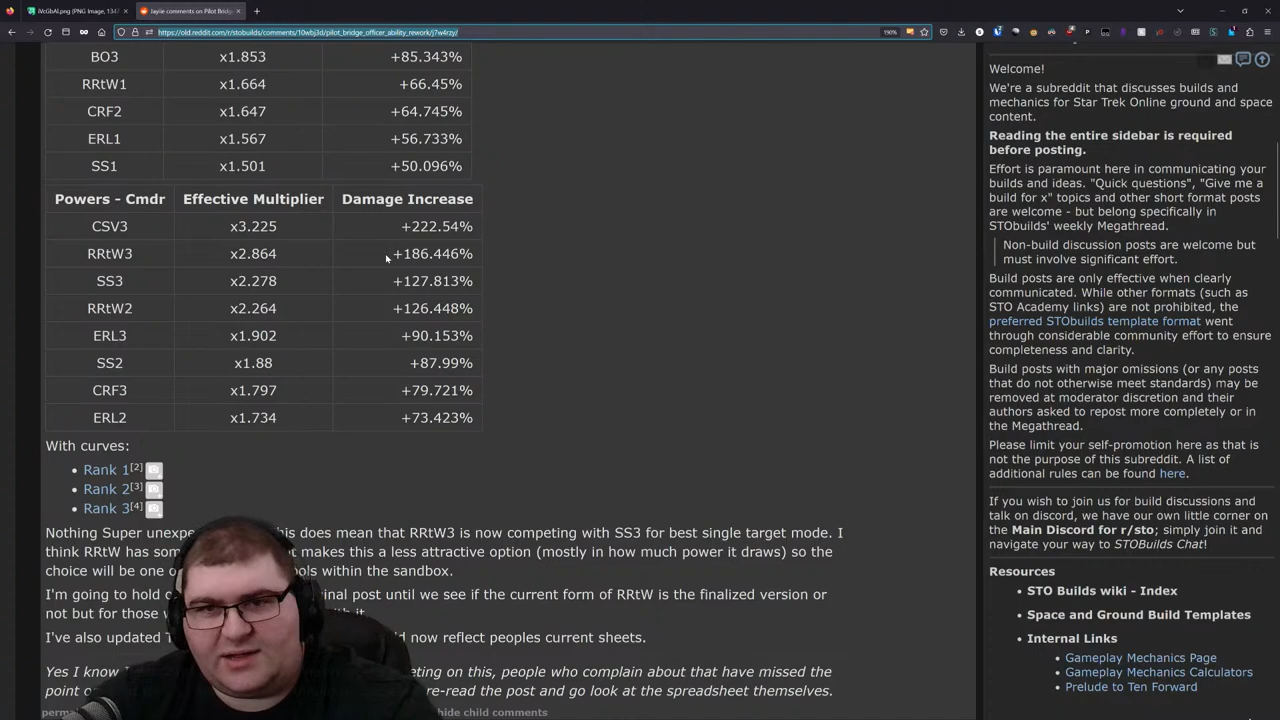 iVcGbAl.png (PNG Image, 134
Jayiie comments on Pilot Bridg
https://old.reddit.com/r/stobuilds/comments/10wbj3d/pilot_bridge_officer_ability_rework/j7w4rzy/
190%
BO3 x1.853 +85.343%
RRtW1 x1.664 +66.45%
CRF2 x1.647 +64.745%
ERL1 x1.567 +56.733%
SS1 x1.501 +50.096%
Powers - Cmdr Effective Multiplier Damage Increase
CSV3 x3.225 +222.54%
RRtW3 x2.864 +186.446%
SS3 x2.278 +127.813%
RRtW2 x2.264 +126.448%
ERL3 x1.902 +90.153%
SS2 x1.88 +87.99%
CRF3 x1.797 +79.721%
ERL2 x1.734 +73.423%
With curves:
Rank 1[2]
Rank 2[3]
Rank 3[4]
Nothing Super unexpe his does mean that RRtW3 is now competing with SS3 for best single target mode. I
think RRtW has som t makes this a less attractive option (mostly in how much power it draws) so the
choice will be one o ols within the sandbox.
I'm going to hold inal post until we see if the current form of RRtW is the finalized version or
not but for those w with it.
I've also updated d now reflect peoples current sheets.
Yes I know eting on this, people who complain about that have missed the
point re-read the post and go look at the spreadsheet themselves.
perma hide child comments
Welcome!
We're a subreddit that discusses builds and
mechanics for Star Trek Online ground and space
content.
Reading the entire sidebar is required
before posting.
Effort is paramount here in communicating your
builds and ideas. "Quick questions", "Give me a
build for x" topics and other short format posts
are welcome - but belong specifically in
STObuilds' weekly Megathread.
Non-build discussion posts are welcome but
must involve significant effort.
Build posts are only effective when clearly
communicated. While other formats (such as
STO Academy links) are not prohibited, the
preferred STObuilds template format went
through considerable community effort to ensure
completeness and clarity.
Build posts with major omissions (or any posts
that do not otherwise meet standards) may be
removed at moderator discretion and their
authors asked to repost more completely or in
the Megathread.
Please limit your self-promotion here as that is
not the purpose of this subreddit. A list of
additional rules can be found here.
If you wish to join us for build discussions and
talk on discord, we have our own little corner on
the Main Discord for r/sto; simply join it and
navigate your way to STOBuilds Chat!
Resources
STO Builds wiki - Index
Space and Ground Build Templates
Internal Links
Gameplay Mechanics Page
Gameplay Mechanics Calculators
Prelude to Ten Forward